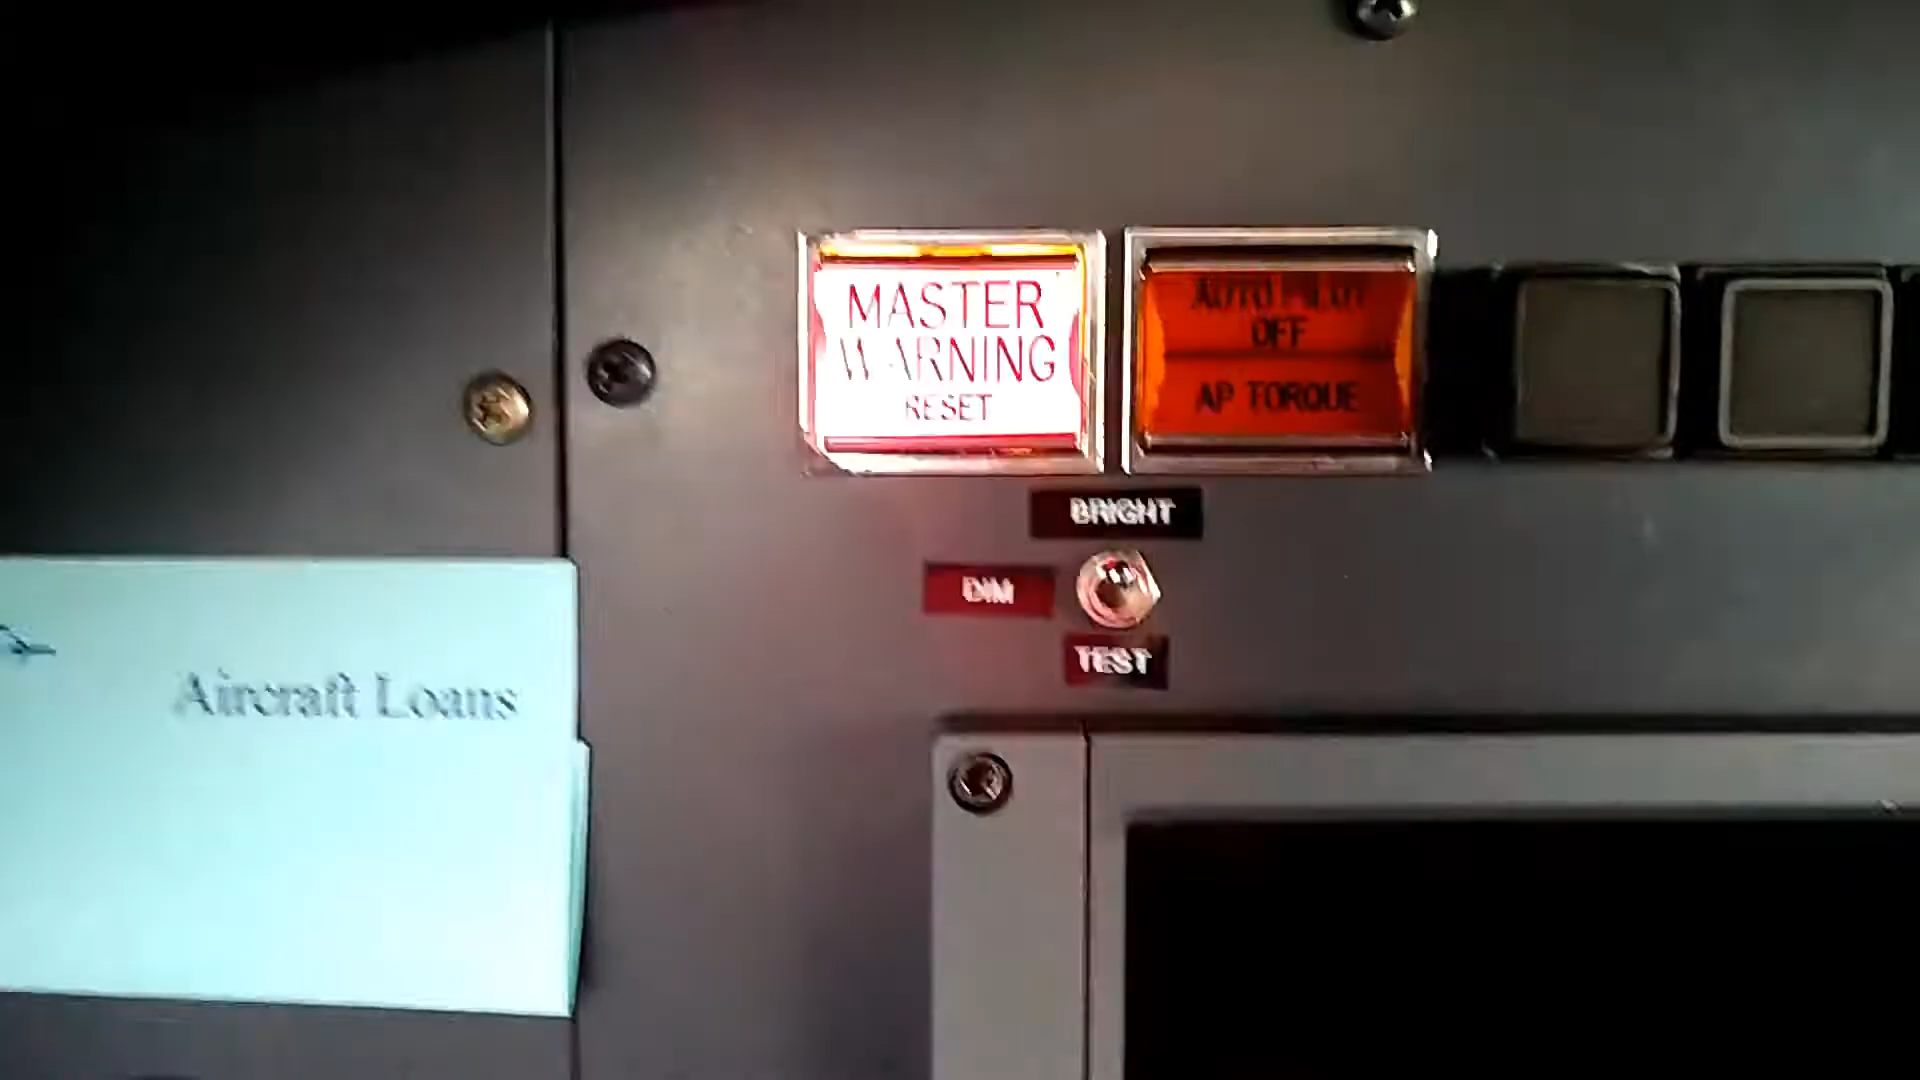 MASTER
WARNING
RESET
AUTO PILOT
OFF
AP TORQUE
BRIGHT
DIM
TEST
Aircraft Loans